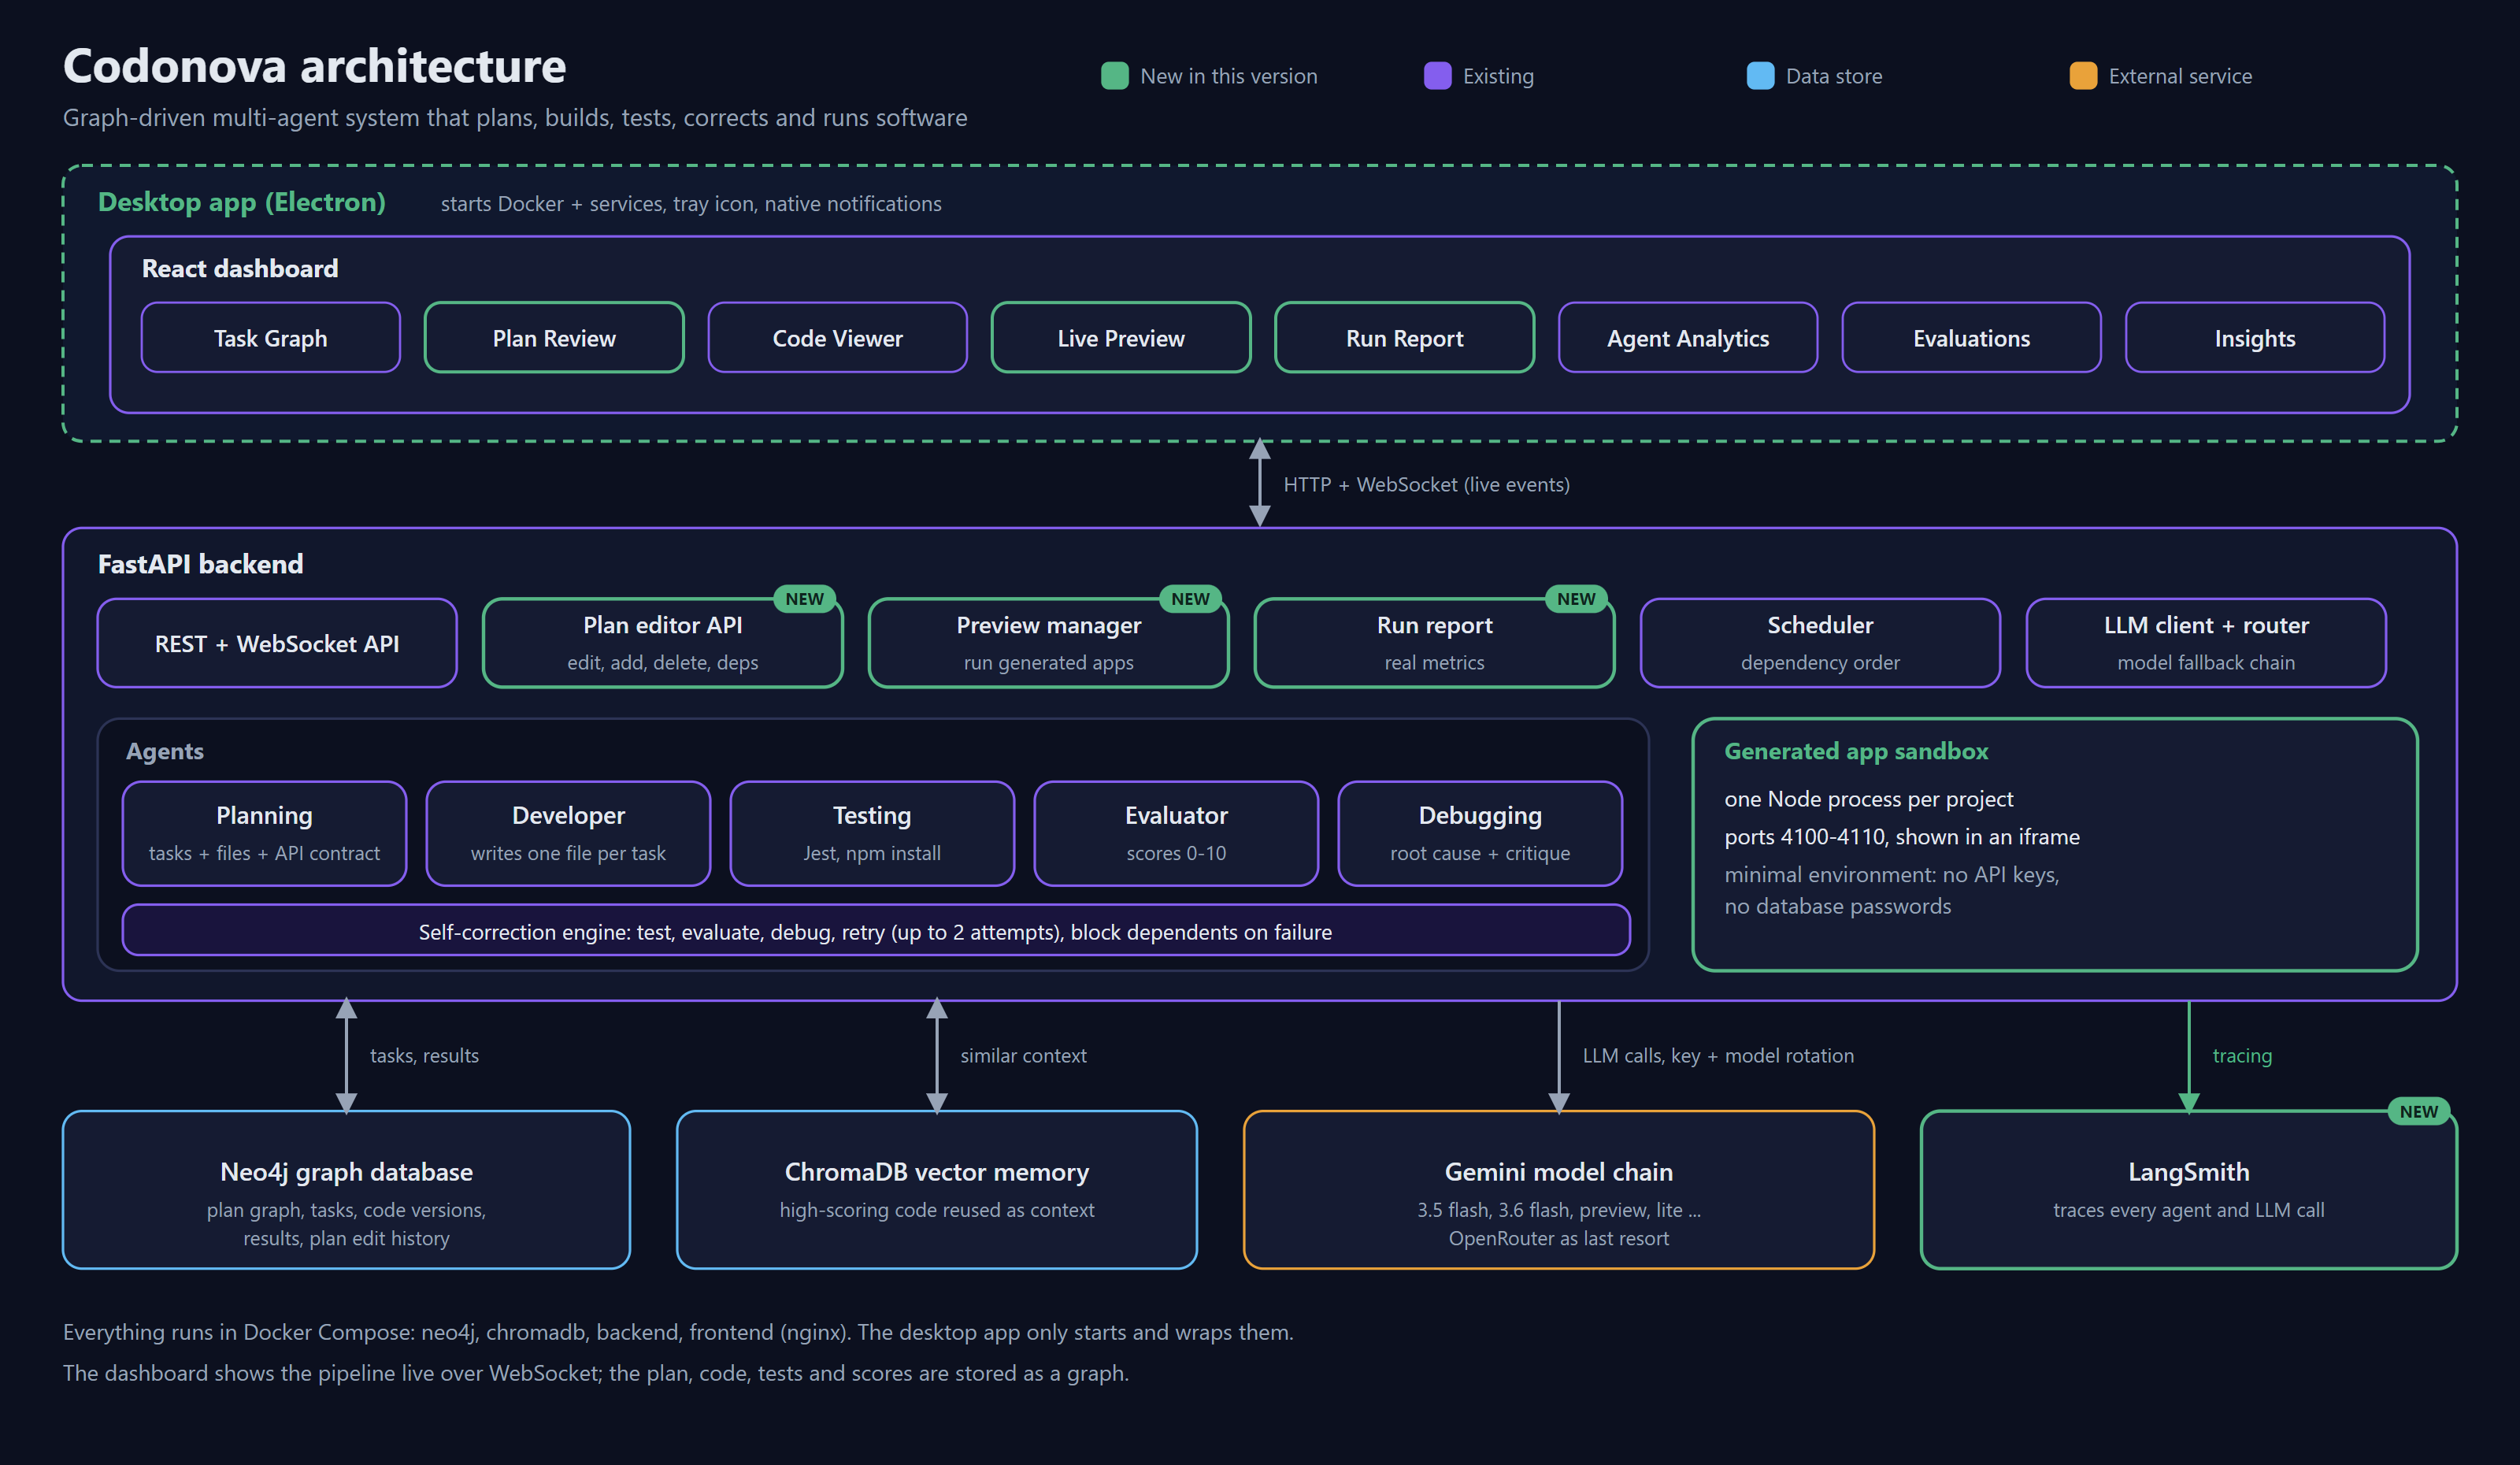 Codonova architecture
Graph-driven multi-agent system that plans, builds, tests, corrects and runs software
New in this version
Existing
Data store
External service
Desktop app (Electron)
starts Docker + services, tray icon, native notifications
React dashboard
Task Graph
Plan Review
Code Viewer
Live Preview
Run Report
Agent Analytics
Evaluations
Insights
HTTP + WebSocket (live events)
FastAPI backend
REST + WebSocket API
NEW
Plan editor API
edit, add, delete, deps
NEW
Preview manager
run generated apps
NEW
Run report
real metrics
Scheduler
dependency order
LLM client + router
model fallback chain
Agents
Planning
tasks + files + API contract
Developer
writes one file per task
Testing
Jest, npm install
Evaluator
scores 0-10
Debugging
root cause + critique
Self-correction engine: test, evaluate, debug, retry (up to 2 attempts), block dependents on failure
Generated app sandbox
one Node process per project
ports 4100-4110, shown in an iframe
minimal environment: no API keys,
no database passwords
tasks, results
similar context
LLM calls, key + model rotation
tracing
Neo4j graph database
plan graph, tasks, code versions,
results, plan edit history
ChromaDB vector memory
high-scoring code reused as context
Gemini model chain
3.5 flash, 3.6 flash, preview, lite ...
OpenRouter as last resort
NEW
LangSmith
traces every agent and LLM call
Everything runs in Docker Compose: neo4j, chromadb, backend, frontend (nginx). The desktop app only starts and wraps them.
The dashboard shows the pipeline live over WebSocket; the plan, code, tests and scores are stored as a graph.